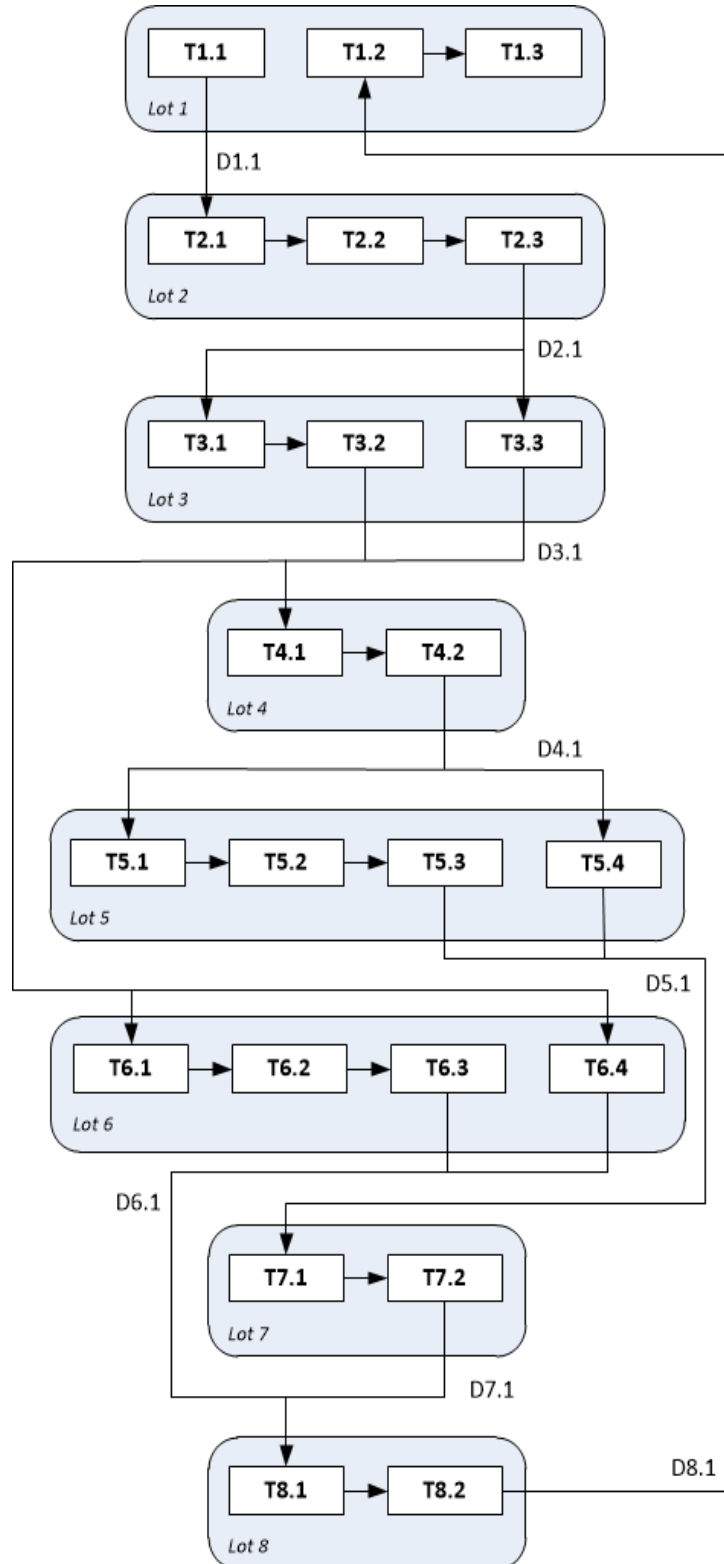 T1.1 T1.2 T1.3
Lot 1
D1.1
T2.1 T2.2 T2.3
Lot 2
D2.1
T3.1 T3.2 T3.3
Lot 3
D3.1
T4.1 T4.2
Lot 4
D4.1
T5.1 T5.2 T5.3 T5.4
Lot 5
D5.1
T6.1 T6.2 T6.3 T6.4
Lot 6
D6.1
T7.1 T7.2
Lot 7
D7.1
D8.1
T8.1 T8.2
Lot 8